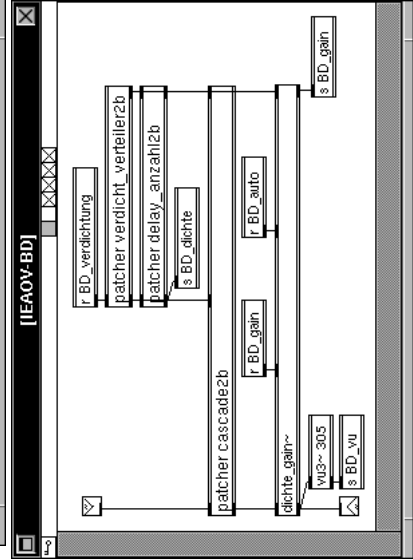 [IEAOV-BD]
r BD_verdichtung
patcher verdicht_verteiler2b
patcher delay_anzahl2b
s BD_dichte
patcher cascade2b
r BD_gain
r BD_auto
dichte_gain~
vu3~ 305
s BD_gain
s BD_vu